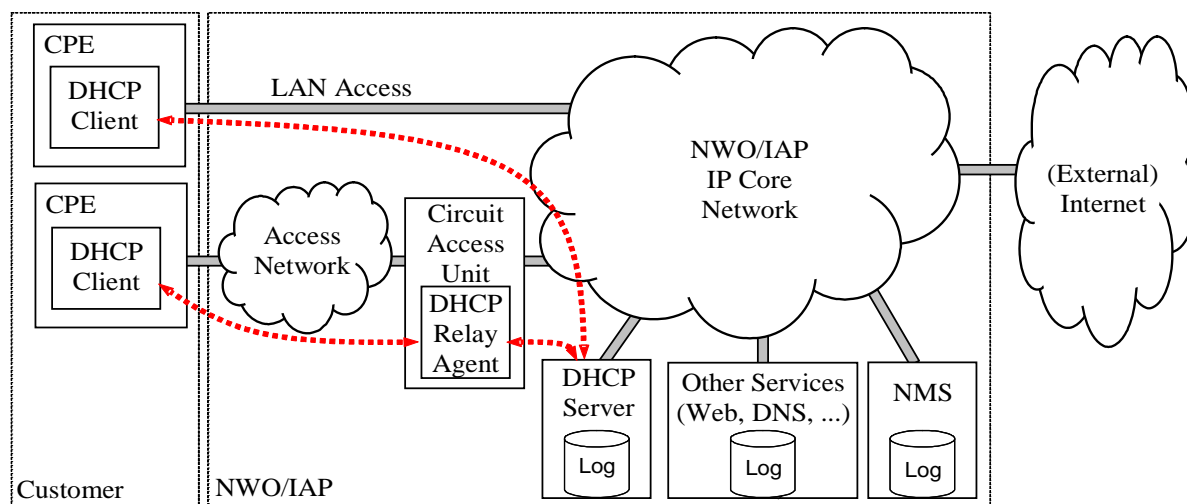 CPE
DHCP
Client
LAN Access
NWO/IAP
IP Core
Network
(External)
Internet
CPE
DHCP
Client
Access
Network
Circuit
Access
Unit
DHCP
Relay
Agent
DHCP
Server
Log
Other Services
(Web, DNS, ...)
Log
NMS
Log
Customer
NWO/IAP